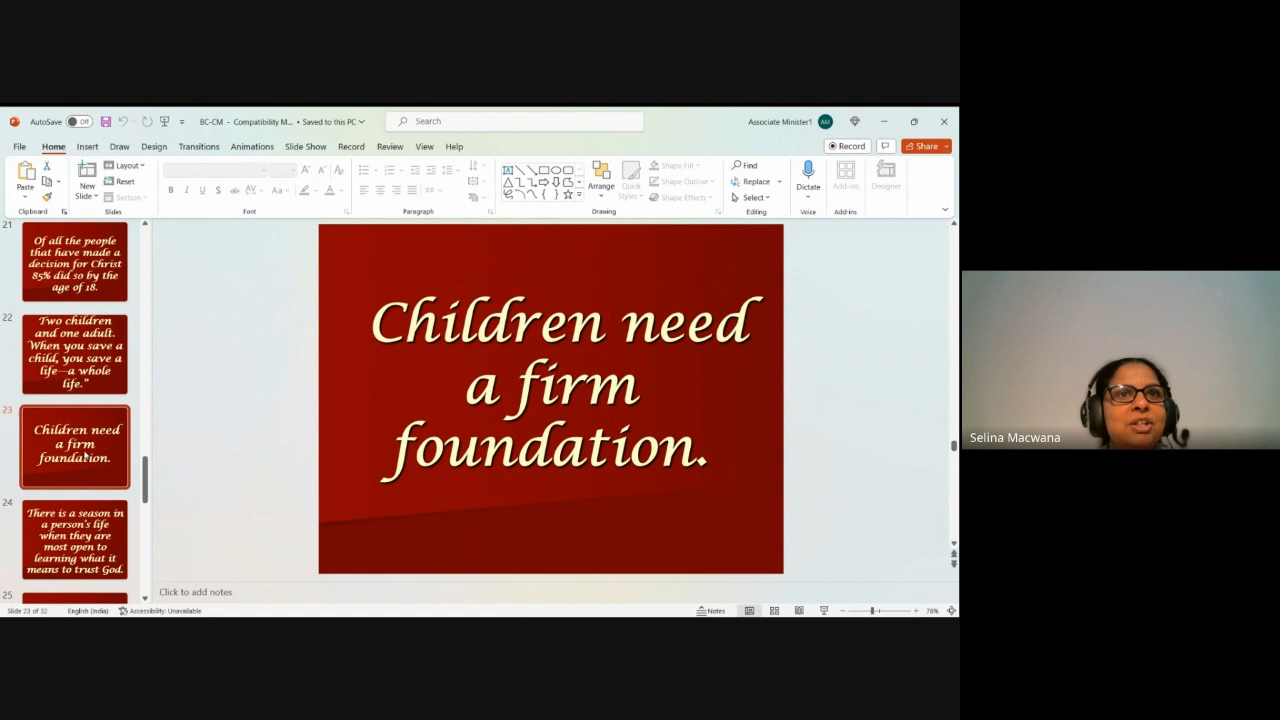 AutoSave Off BC-CM - Compatibility M... • Saved to this PC Search Associate Minister1 AM
File Home Insert Draw Design Transitions Animations Slide Show Record Review View Help Record Share
Paste
New
Slide
Layout
Reset
Section
Shape Fill
Shape Outline
Shape Effects
Arrange
Quick
Styles
Find
Replace
Select
Dictate
Add-ins
Designer
Clipboard Slides Font Paragraph Drawing Editing Voice Add-ins
21
Of all the people
that have made a
decision for Christ
85% did so by the
age of 18.
22
Two children
and one adult.
When you save a
child, you save a
life—a whole
life.”
23
Children need
a firm
foundation.
24
There is a season in
a person's life
when they are
most open to
learning what it
means to trust God.
25
Children need
a firm
foundation.
Click to add notes
Slide 23 of 32 English (India) Accessibility: Unavailable Notes 78%
Selina Macwana